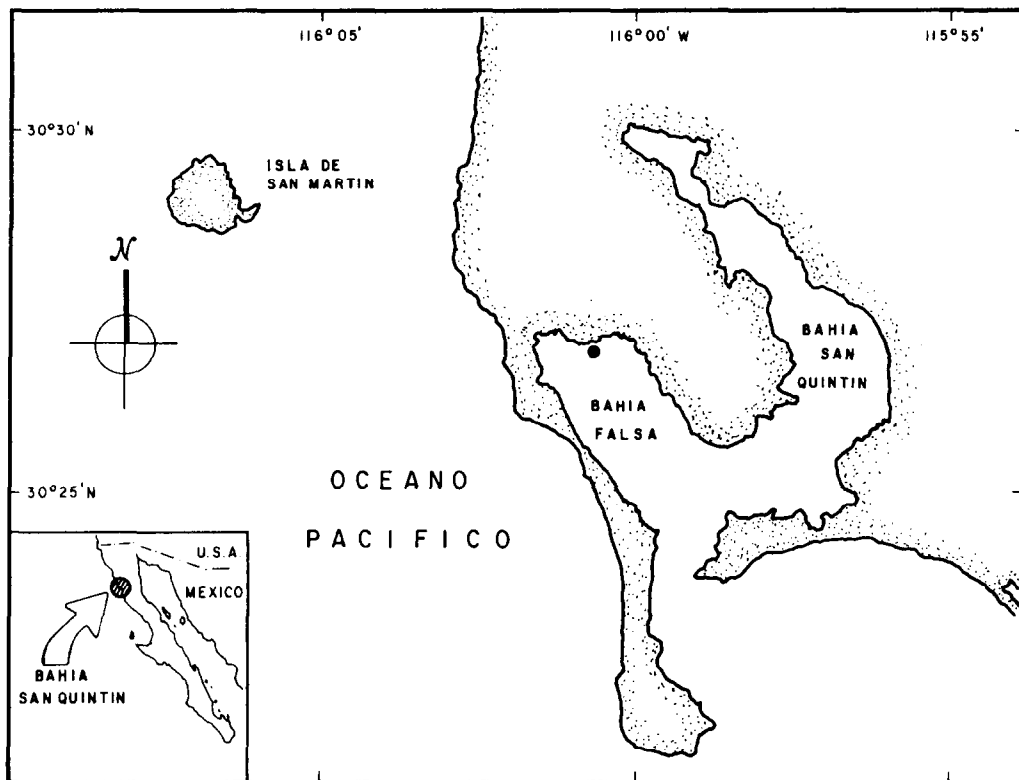 116°05'
116°00' W
115°55'
30°30' N
ISLA DE
SAN MARTIN
N
BAHIA
SAN
QUINTIN
BAHIA
FALSA
OCEANO
PACIFICO
30°25' N
U.S.A
MEXICO
BAHIA
SAN QUINTIN